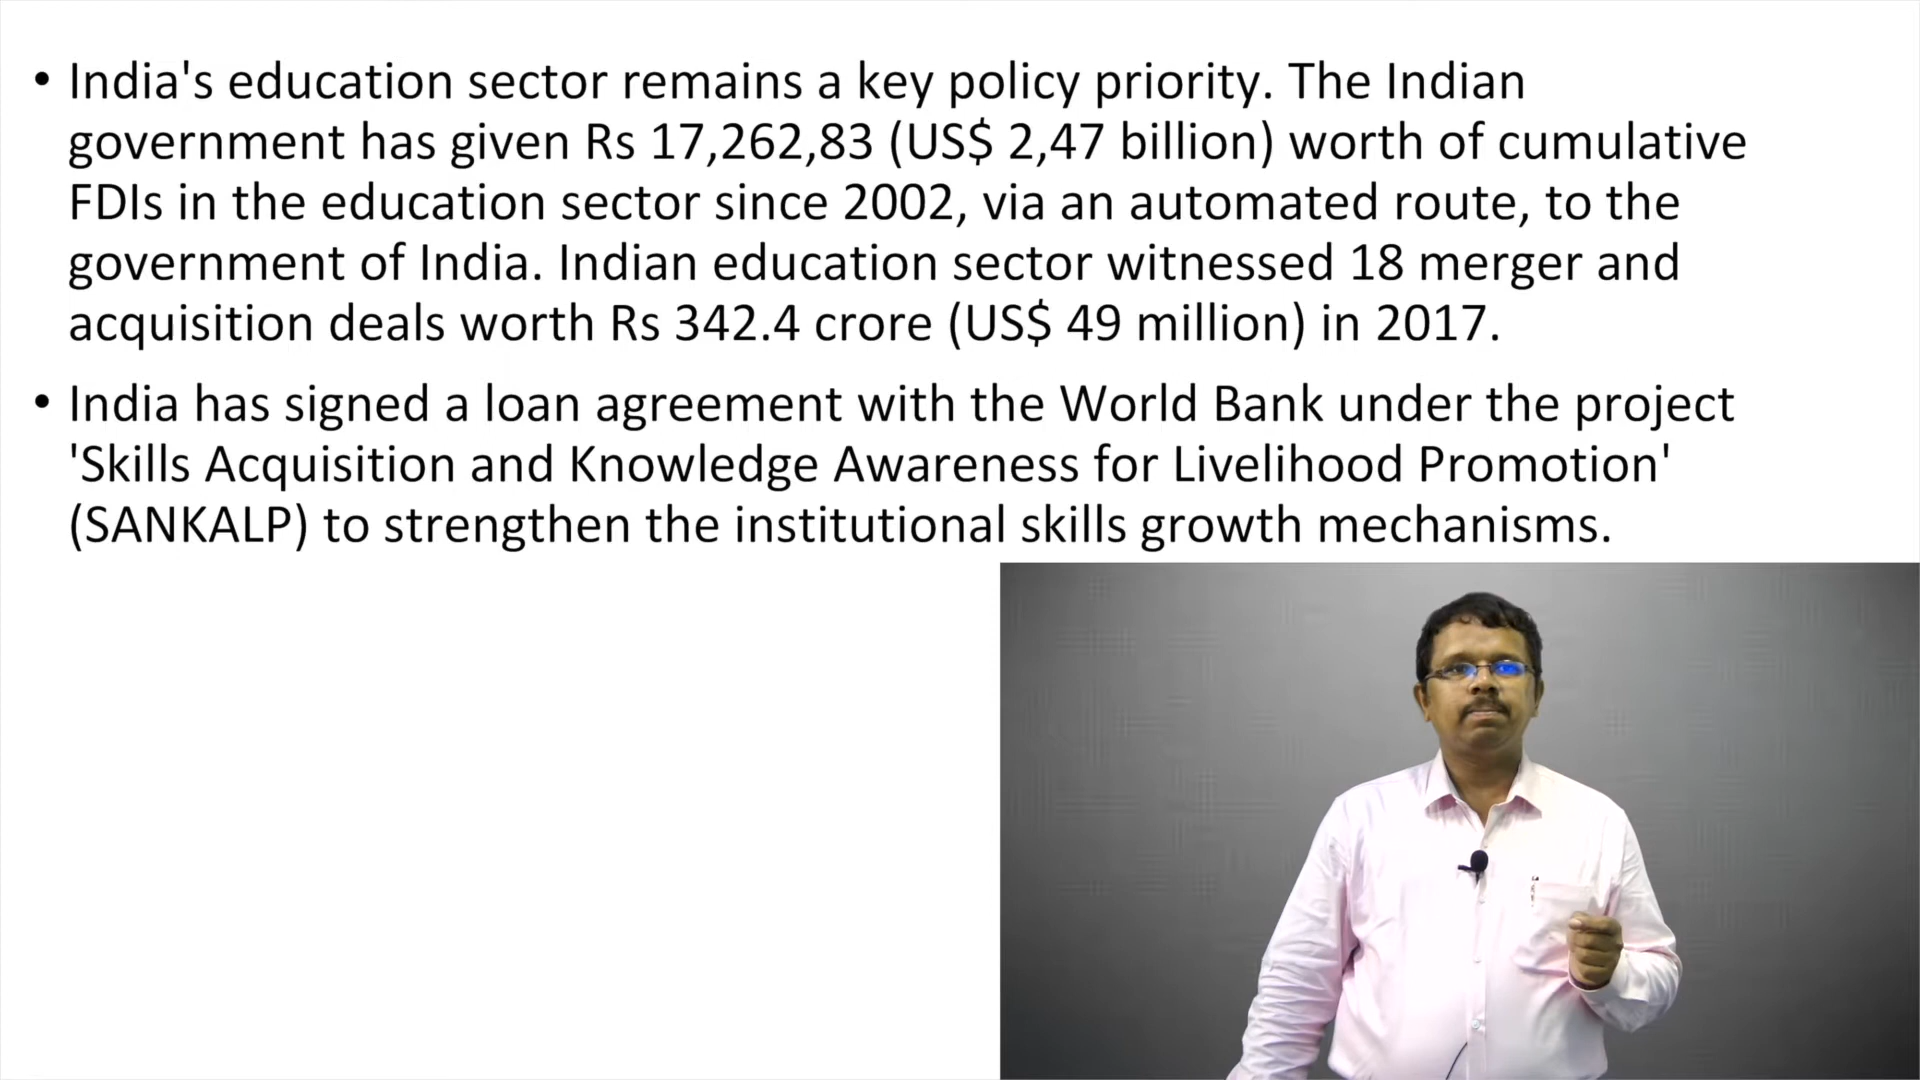 • India's education sector remains a key policy priority. The Indian
government has given Rs 17,262,83 (US$ 2,47 billion) worth of cumulative
FDIs in the education sector since 2002, via an automated route, to the
government of India. Indian education sector witnessed 18 merger and
acquisition deals worth Rs 342.4 crore (US$ 49 million) in 2017.
• India has signed a loan agreement with the World Bank under the project
'Skills Acquisition and Knowledge Awareness for Livelihood Promotion'
(SANKALP) to strengthen the institutional skills growth mechanisms.